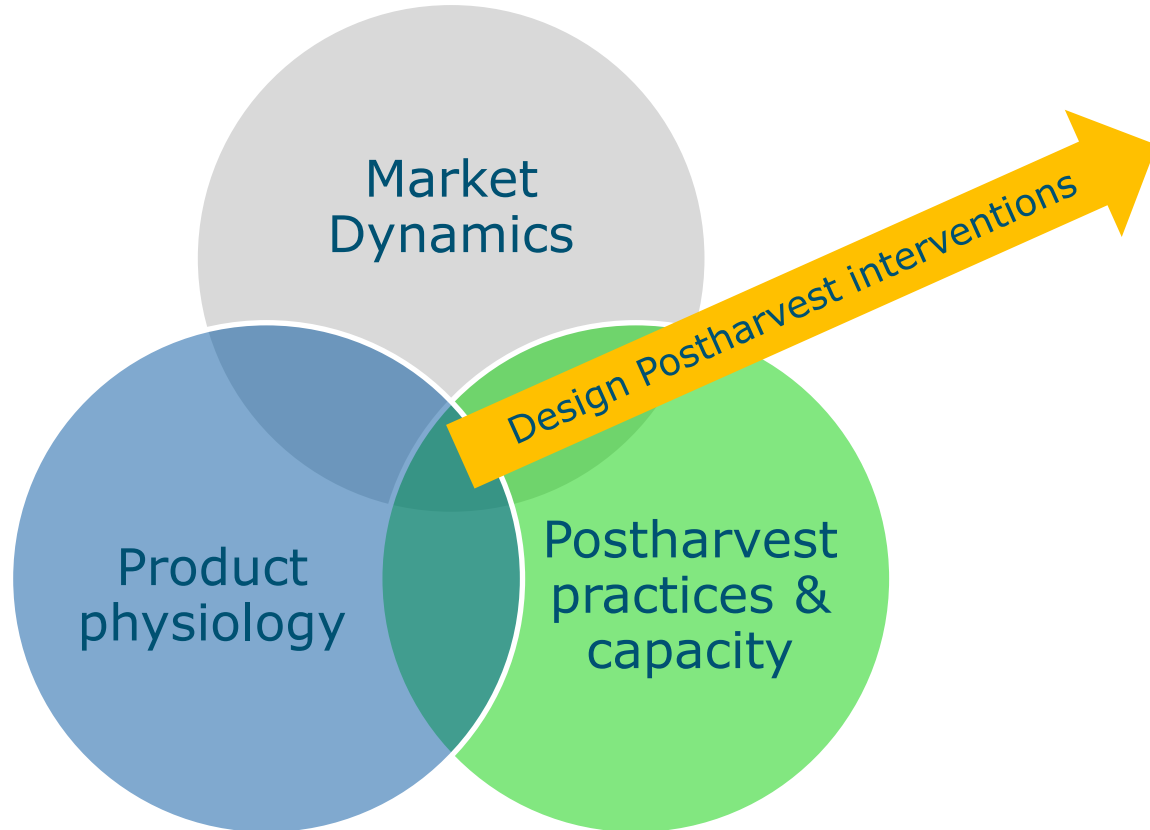 Market
Dynamics
Design Postharvest interventions
Product
physiology
Postharvest
practices &
capacity